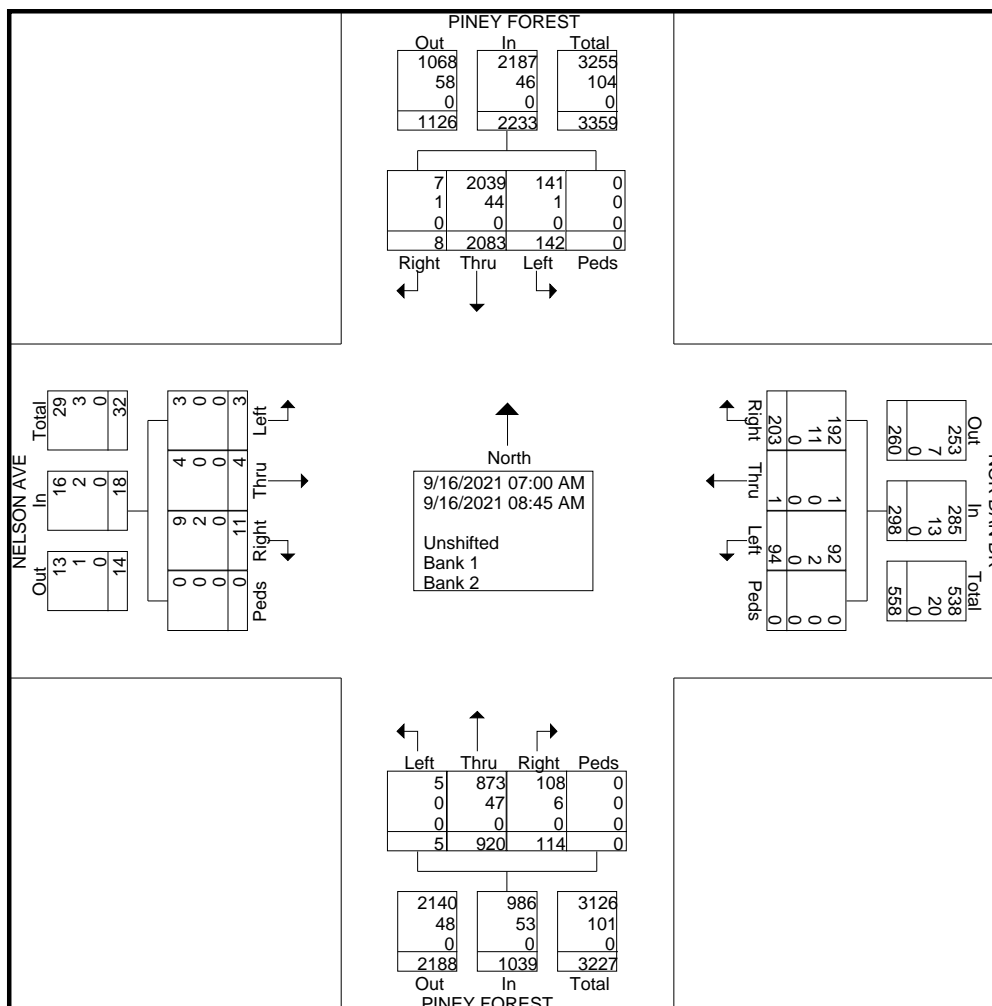 PINEY FOREST
Out In Total
1068 2187 3255
58 46 104
0 0 0
1126 2233 3359
7 2039 141 0
1 44 1 0
0 0 0 0
8 2083 142 0
Right Thru Left Peds
NELSON AVE
Total In Out
29 16 13
3 2 1
0 0 0
32 18 14
3 4 9 0
0 0 2 0
0 0 0 0
3 4 11 0
Left Thru Right Peds
North
9/16/2021 07:00 AM
9/16/2021 08:45 AM
Unshifted
Bank 1
Bank 2
Right Thru Left Peds
192 1 92 0
11 0 2 0
0 0 0 0
203 1 94 0
Out In Total
253 285 538
7 13 20
0 0 0
260 298 558
Left Thru Right Peds
5 873 108 0
0 47 6 0
0 0 0 0
5 920 114 0
2140 986 3126
48 53 101
0 0 0
2188 1039 3227
Out In Total
PINEY FOREST